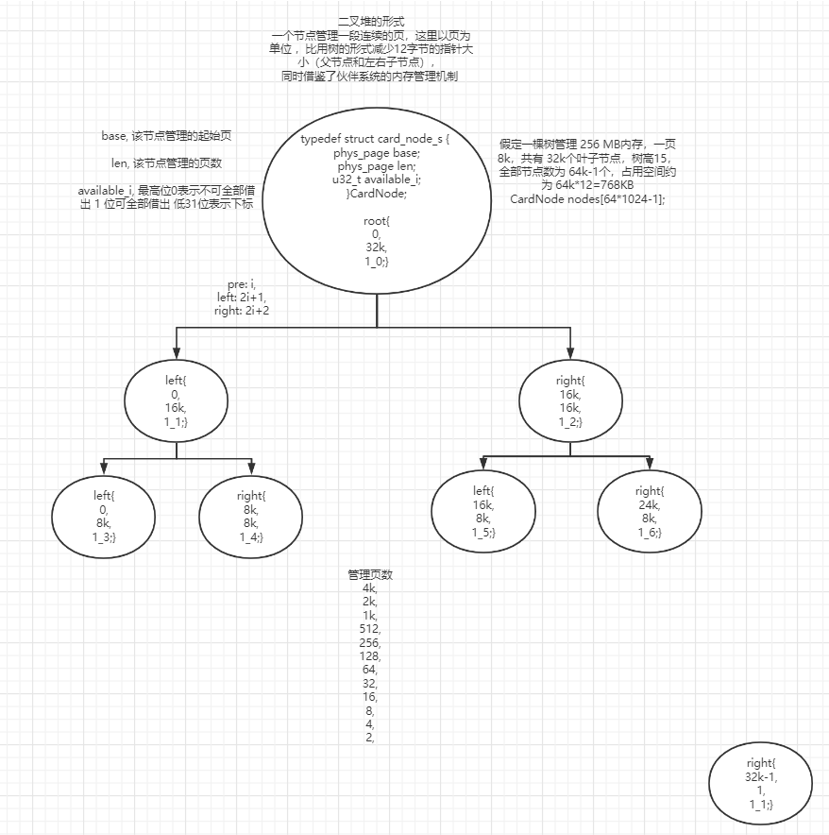 二叉堆的形式
一个节点管理一段连续的页，这里以页为
单位 ，比用树的形式减少12字节的指针大
小（父节点和左右子节点），
同时借鉴了伙伴系统的内存管理机制
base, 该节点管理的起始页
len, 该节点管理的页数
available_i, 最高位0表示不可全部借
出 1 位可全部借出 低31位表示下标
typedef struct card_node_s {
phys_page base;
phys_page len;
u32_t available_i;
}CardNode;
root{
0,
32k,
1_0;}
假定一棵树管理 256 MB内存，一页
8k，共有 32k个叶子节点，树高15，
全部节点数为 64k-1个，占用空间约
为 64k*12=768KB
CardNode nodes[64*1024-1];
pre: i,
left: 2i+1,
right: 2i+2
left{
0,
16k,
1_1;}
right{
16k,
16k,
1_2;}
left{
0,
8k,
1_3;}
right{
8k,
8k,
1_4;}
left{
16k,
8k,
1_5;}
right{
24k,
8k,
1_6;}
管理页数
4k,
2k,
1k,
512,
256,
128,
64,
32,
16,
8,
4,
2,
right{
32k-1,
1,
1_1;}